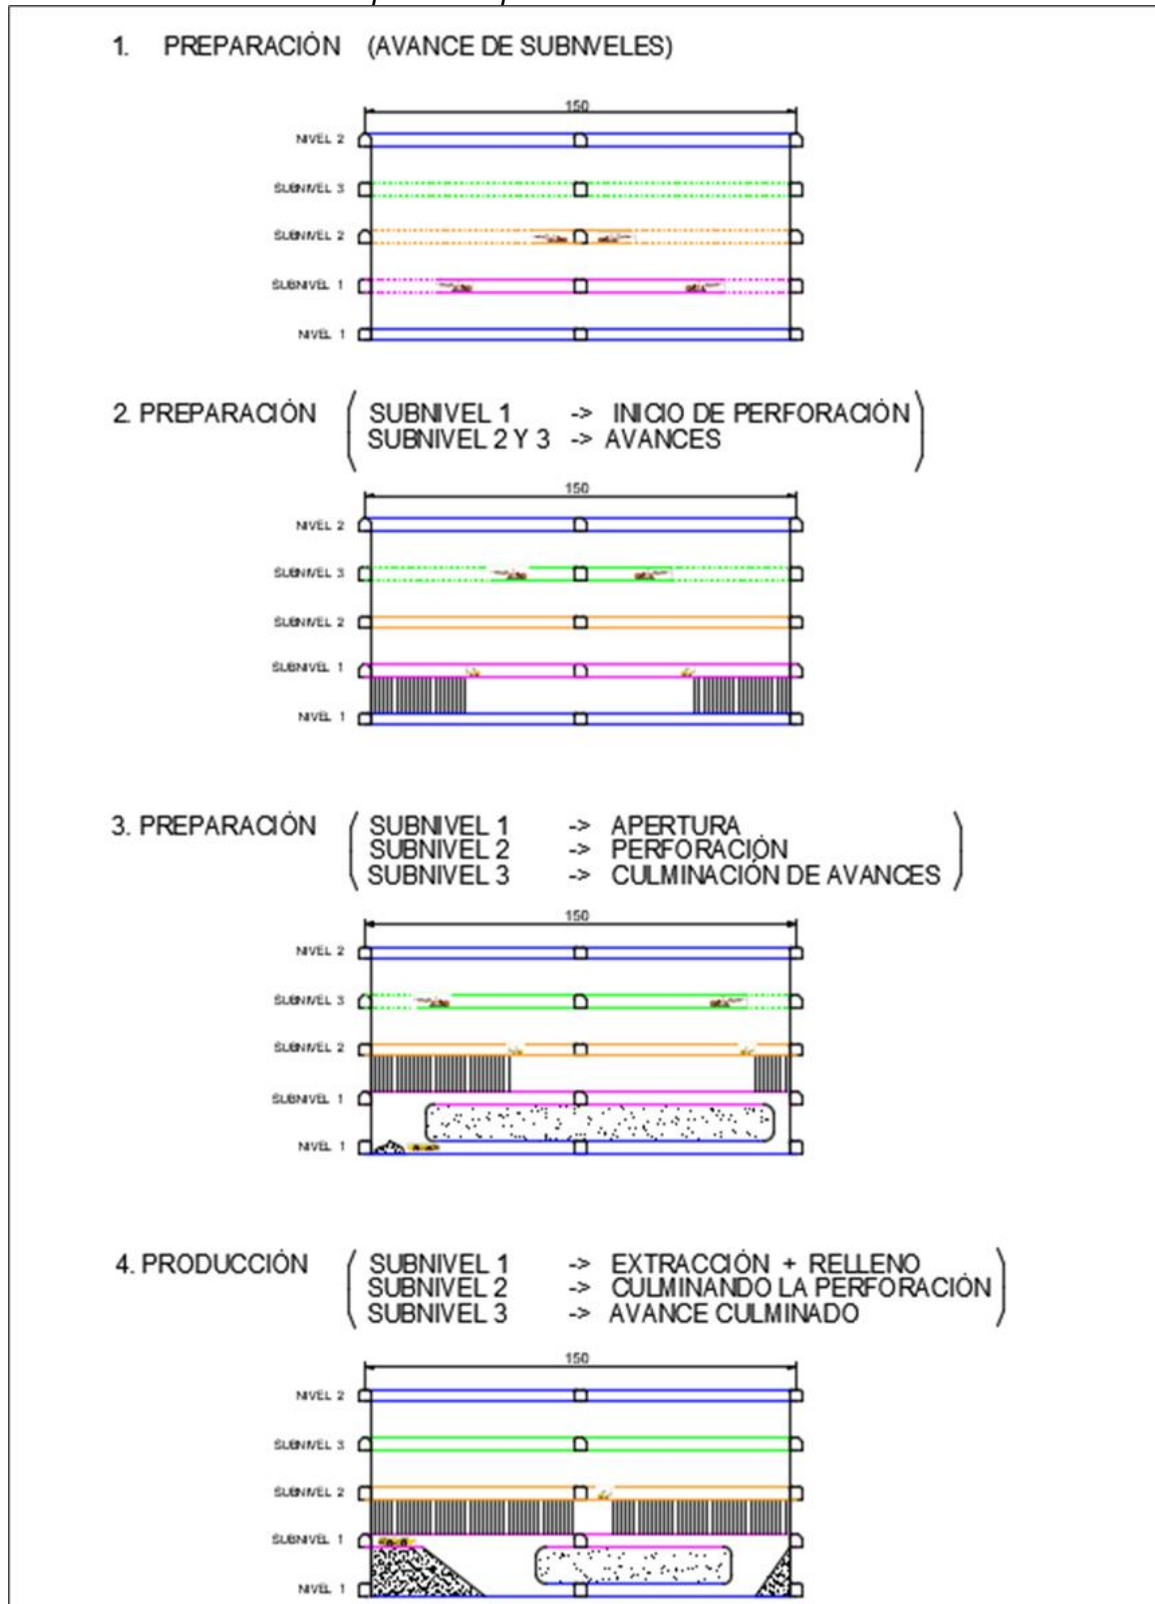 1. PREPARACIÓN (AVANCE DE SUBNIVELES)
150
NIVEL 2
SUBNIVEL 3
SUBNIVEL 2
SUBNIVEL 1
NIVEL 1
2. PREPARACIÓN ( SUBNIVEL 1 -> INICIO DE PERFORACIÓN
SUBNIVEL 2 Y 3 -> AVANCES )
150
NIVEL 2
SUBNIVEL 3
SUBNIVEL 2
SUBNIVEL 1
NIVEL 1
3. PREPARACIÓN ( SUBNIVEL 1 -> APERTURA
SUBNIVEL 2 -> PERFORACIÓN
SUBNIVEL 3 -> CULMINACIÓN DE AVANCES )
150
NIVEL 2
SUBNIVEL 3
SUBNIVEL 2
SUBNIVEL 1
NIVEL 1
4. PRODUCCIÓN ( SUBNIVEL 1 -> EXTRACCIÓN + RELLENO
SUBNIVEL 2 -> CULMINANDO LA PERFORACIÓN
SUBNIVEL 3 -> AVANCE CULMINADO )
150
NIVEL 2
SUBNIVEL 3
SUBNIVEL 2
SUBNIVEL 1
NIVEL 1